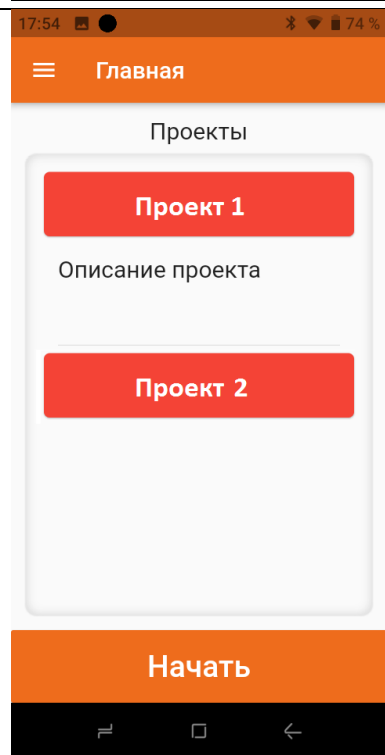 17:54 74 %
Главная
Проекты
Проект 1
Описание проекта
Проект 2
Начать